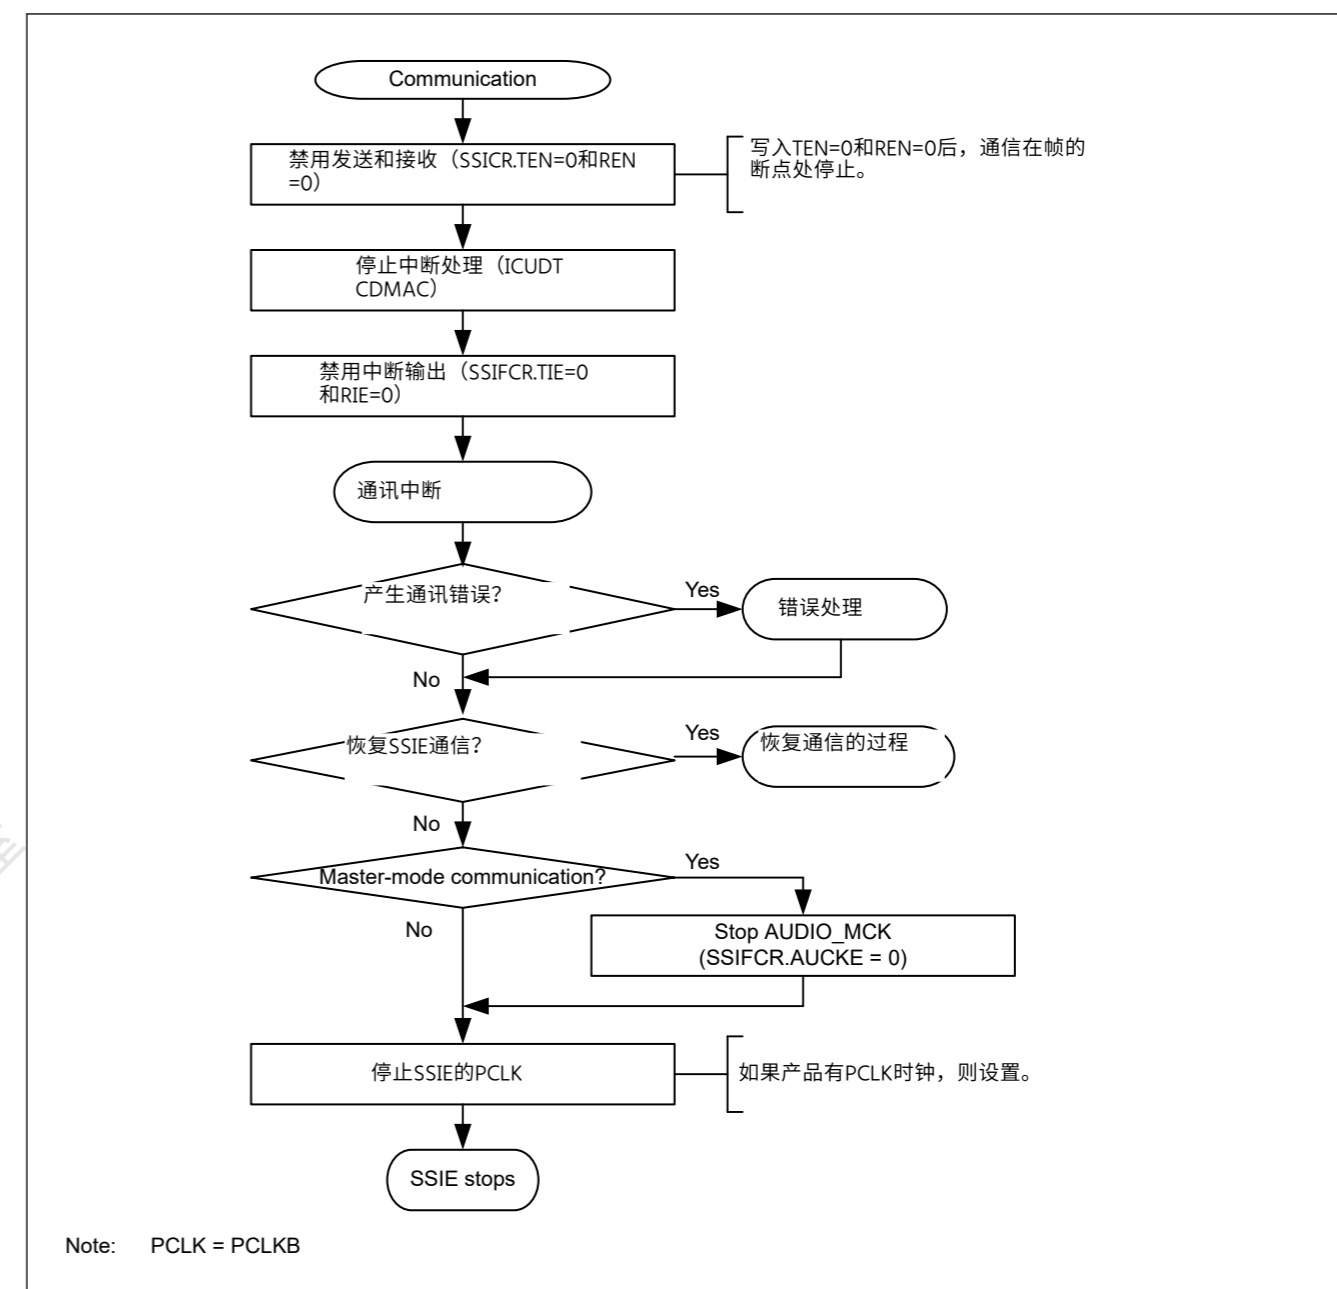 Communication
禁用发送和接收（SSICR.TEN=0和REN
=0）
写入TEN=0和REN=0后，通信在帧的
断点处停止。
停止中断处理（ICUDT
CDMAC）
禁用中断输出（SSIFCR.TIE=0
和RIE=0）
通讯中断
产生通讯错误？
Yes
错误处理
No
恢复SSIE通信？
Yes
恢复通信的过程
No
Master-mode communication?
Yes
No
Stop AUDIO_MCK
(SSIFCR.AUCKE = 0)
停止SSIE的PCLK
如果产品有PCLK时钟，则设置。
SSIE stops
Note: PCLK = PCLKB